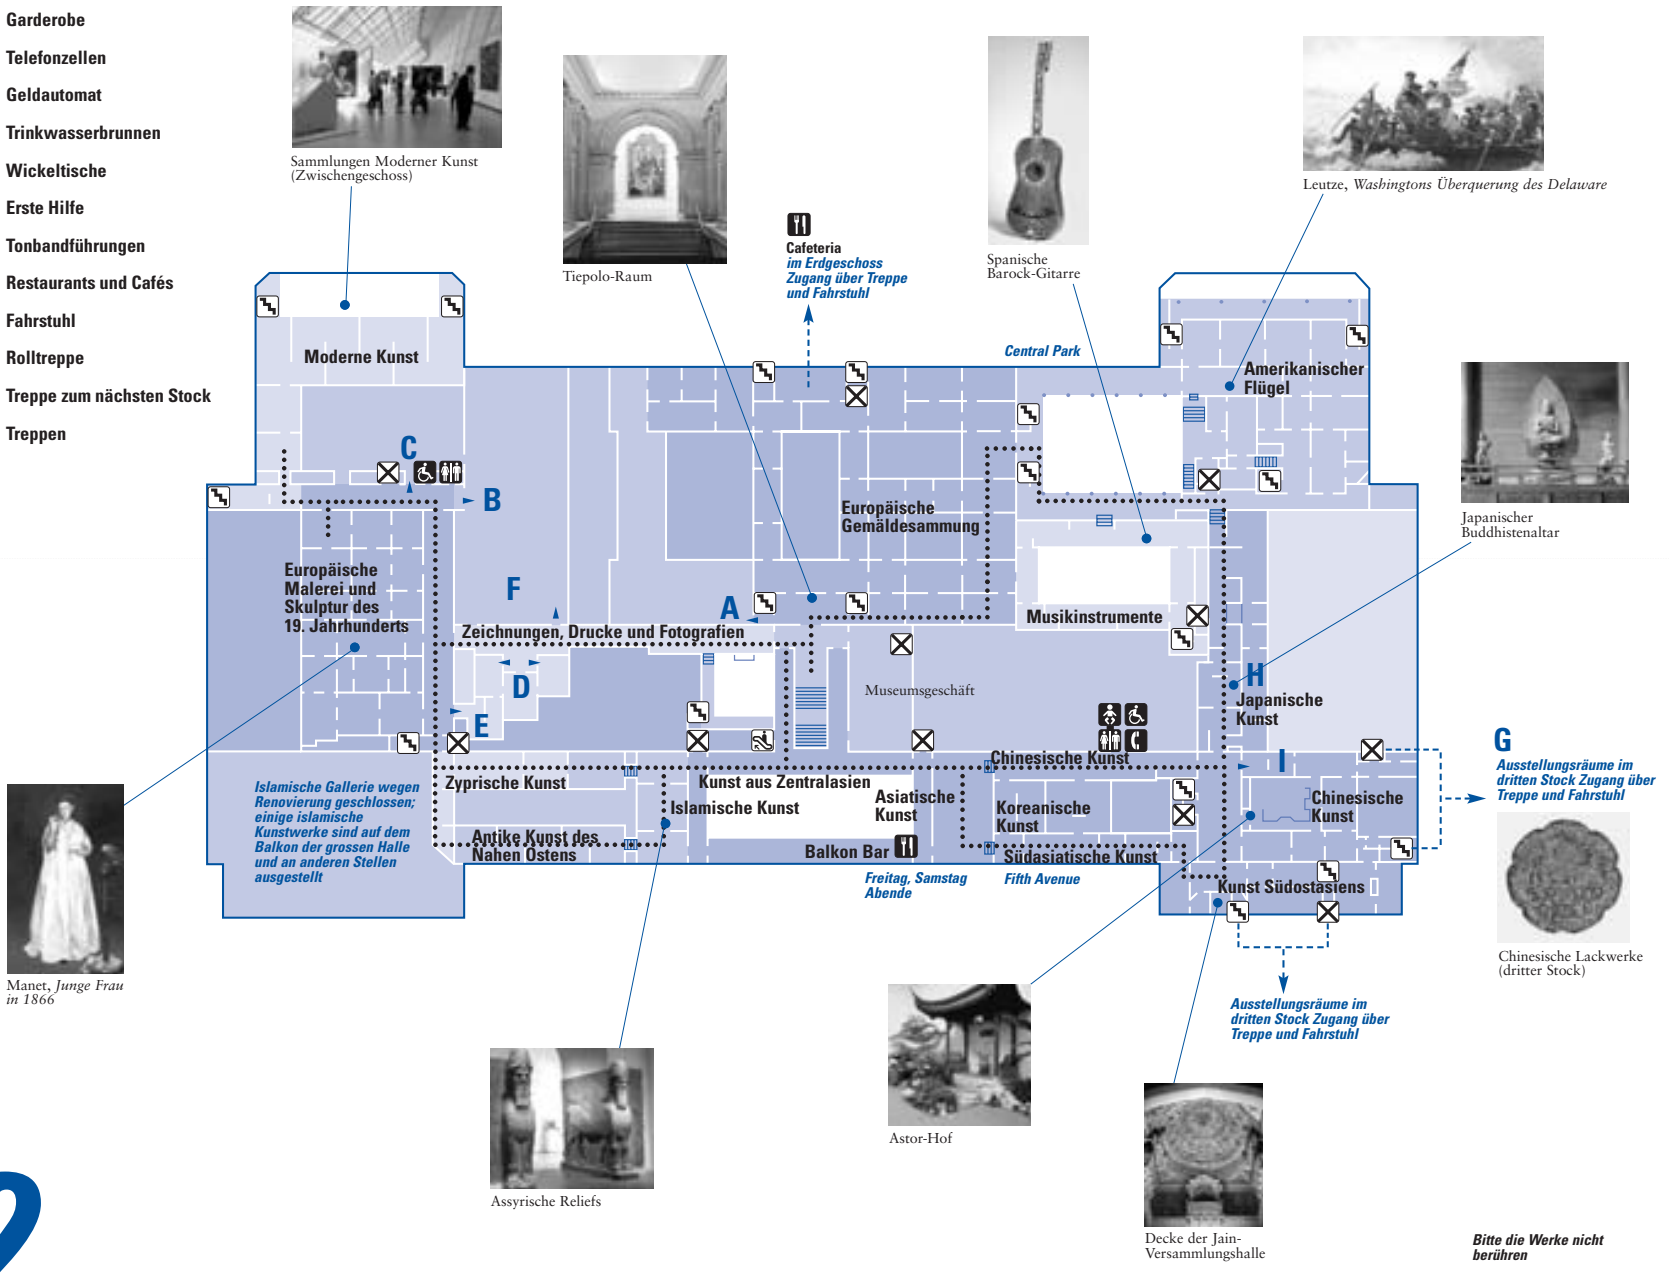 Garderobe
Telefonzellen
Geldautomat
Trinkwasserbrunnen
Wickeltische
Erste Hilfe
Tonbandführungen
Restaurants und Cafés
Fahrstuhl
Rolltreppe
Treppe zum nächsten Stock
Treppen
Sammlungen Moderner Kunst
(Zwischengeschoss)
Tiepolo-Raum
Cafeteria
im Erdgeschoss
Zugang über Treppe
und Fahrstuhl
Spanische
Barock-Gitarre
Leutze, Washingtons Überquerung des Delaware
Central Park
Moderne Kunst
Amerikanischer
Flügel
C
B
Europäische
Gemäldesammung
Japanischer
Buddhistenaltar
Europäische
Malerei und
Skulptur des
19. Jahrhunderts
F
A
Zeichnungen, Drucke und Fotografien
Musikinstrumente
D
E
Museumsgeschäft
H
Japanische
Kunst
G
Ausstellungsräume im
dritten Stock Zugang über
Treppe und Fahrstuhl
I
Chinesische Kunst
Zyprische Kunst
Kunst aus Zentralasien
Islamische Kunst
Asiatische
Kunst
Koreanische
Kunst
Chinesische
Kunst
Islamische Gallerie wegen
Renovierung geschlossen;
einige islamische
Kunstwerke sind auf dem
Balkon der grossen Halle
und an anderen Stellen
ausgestellt
Antike Kunst des
Nahen Ostens
Balkon Bar
Südasiatische Kunst
Freitag, Samstag
Abende
Fifth Avenue
Kunst Südostasiens
Chinesische Lackwerke
(dritter Stock)
Manet, Junge Frau
in 1866
Ausstellungsräume im
dritten Stock Zugang über
Treppe und Fahrstuhl
Astor-Hof
Assyrische Reliefs
Decke der Jain-
Versammlungshalle
Bitte die Werke nicht
berühren
2